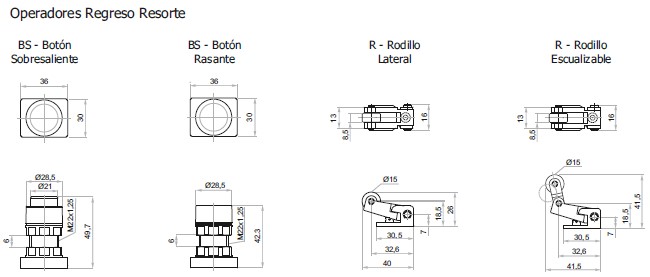 Operadores Regreso Resorte
BS - Botón
Sobresaliente
BS - Botón
Rasante
R - Rodillo
Lateral
R - Rodillo
Escualizable
36
30
36
30
13
8,5
16
13
8,5
16
Ø28,5
Ø21
M22x1,25
6
49,7
Ø28,5
M22x1,25
6
42,3
Ø15
18,5
26
7
30,5
32,6
40
Ø15
41,5
18,5
7
30,5
32,6
41,5